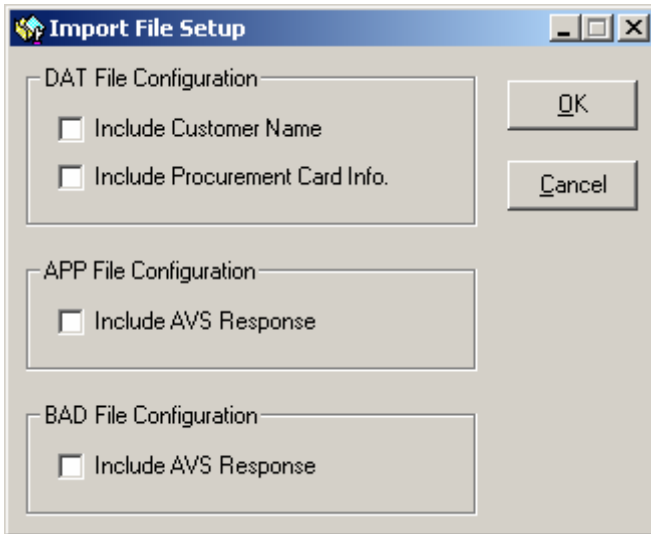 Import File Setup
DAT File Configuration
Include Customer Name
Include Procurement Card Info.
OK
Cancel
APP File Configuration
Include AVS Response
BAD File Configuration
Include AVS Response